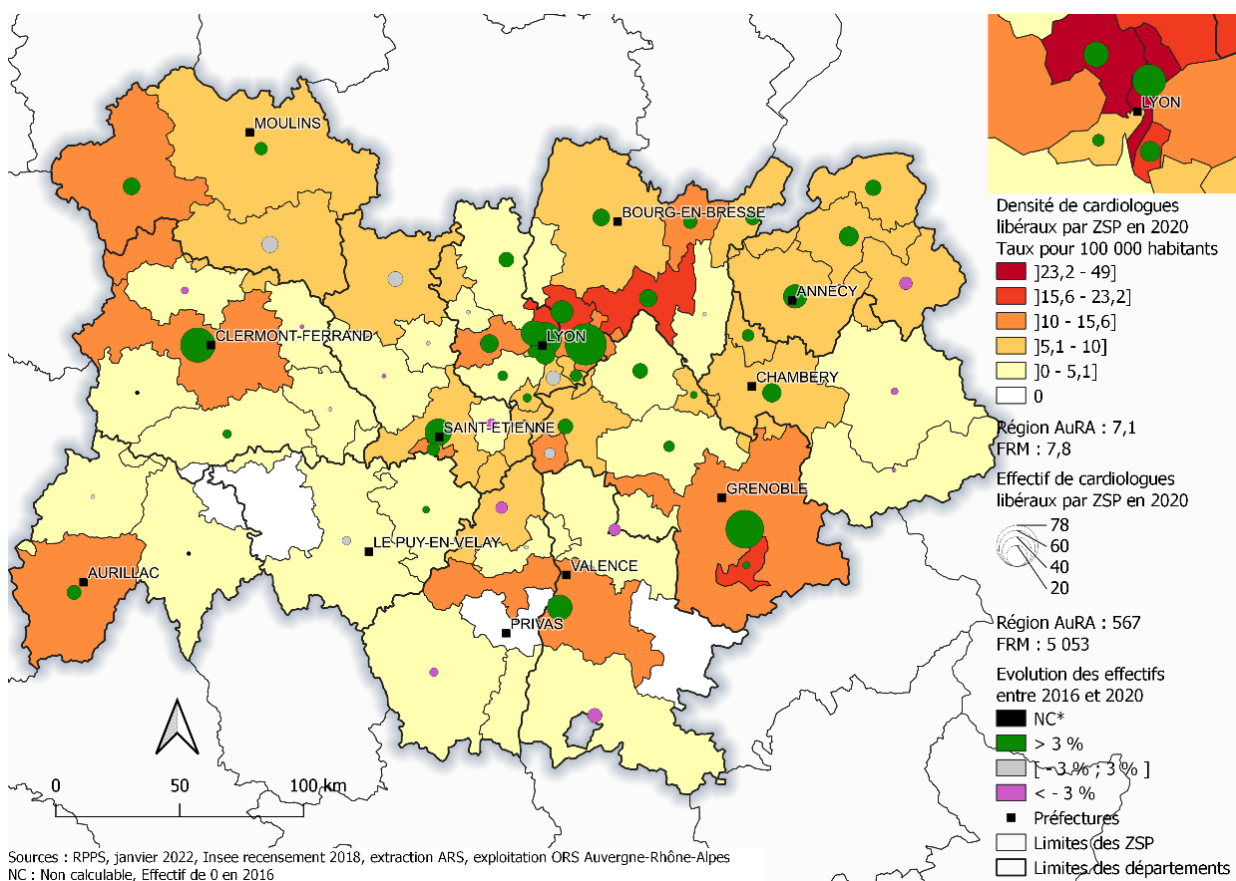 MOULINS
BOURG-EN-BRESSE
ANNECY
CLERMONT-FERRAND
LYON
CHAMBERY
SAINT-ETIENNE
GRENOBLE
LE-PUY-EN-VELAY
AURILLAC
VALENCE
PRIVAS
0 50 100 km
LYON
Densité de cardiologues
libéraux par ZSP en 2020
Taux pour 100 000 habitants
]23,2 - 49]
]15,6 - 23,2]
]10 - 15,6]
]5,1 - 10]
]0 - 5,1]
0
Région AuRA : 7,1
FRM : 7,8
Effectif de cardiologues
libéraux par ZSP en 2020
78
60
40
20
Région AuRA : 567
FRM : 5 053
Evolution des effectifs
entre 2016 et 2020
NC*
> 3 %
[ - 3 % ; 3 % ]
< - 3 %
Préfectures
Limites des ZSP
Limites des départements
Sources : RPPS, janvier 2022, Insee recensement 2018, extraction ARS, exploitation ORS Auvergne-Rhône-Alpes
NC : Non calculable, Effectif de 0 en 2016